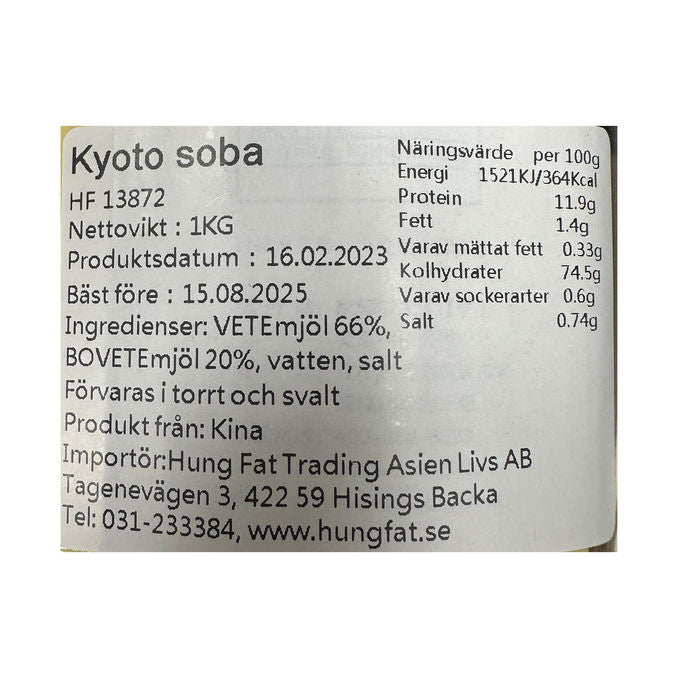 Kyoto soba
HF 13872
Nettovikt : 1KG
Produktsdatum : 16.02.2023
Bäst före : 15.08.2025
Ingredienser: VETEmjöl 66%,
BOVETEmjöl 20%, vatten, salt
Förvaras i torrt och svalt
Produkt från: Kina
Importör:Hung Fat Trading Asien Livs AB
Tagenevägen 3, 422 59 Hisings Backa
Tel: 031-233384, www.hungfat.se
Näringsvärde per 100g
Energi 1521KJ/364Kcal
Protein 11.9g
Fett 1.4g
Varav mättat fett 0.33g
Kolhydrater 74.5g
Varav sockerarter 0.6g
Salt 0.74g